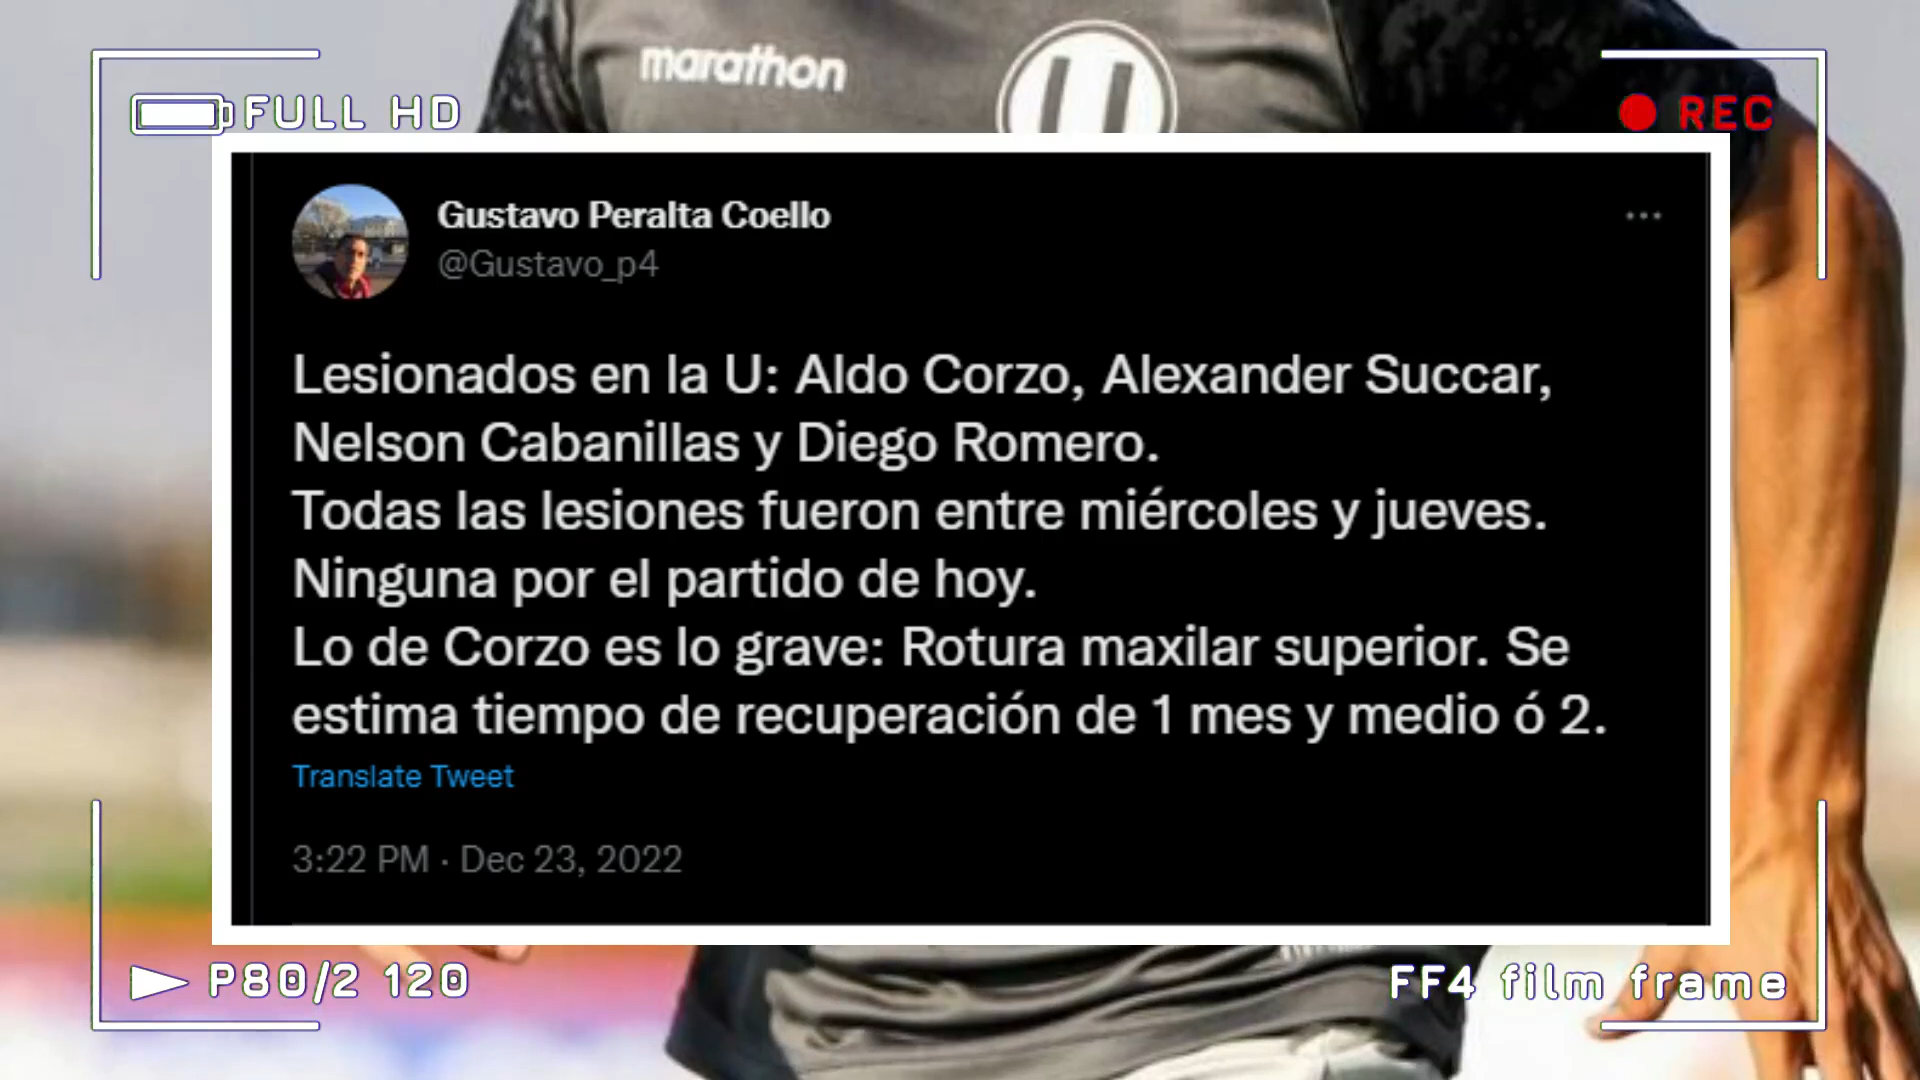 marathon
U
FULL HD
REC
Gustavo Peralta Coello
@Gustavo_p4
Lesionados en la U: Aldo Corzo, Alexander Succar,
Nelson Cabanillas y Diego Romero.
Todas las lesiones fueron entre miércoles y jueves.
Ninguna por el partido de hoy.
Lo de Corzo es lo grave: Rotura maxilar superior. Se
estima tiempo de recuperación de 1 mes y medio ó 2.
Translate Tweet
3:22 PM · Dec 23, 2022
P80/2 120
FF4 film frame